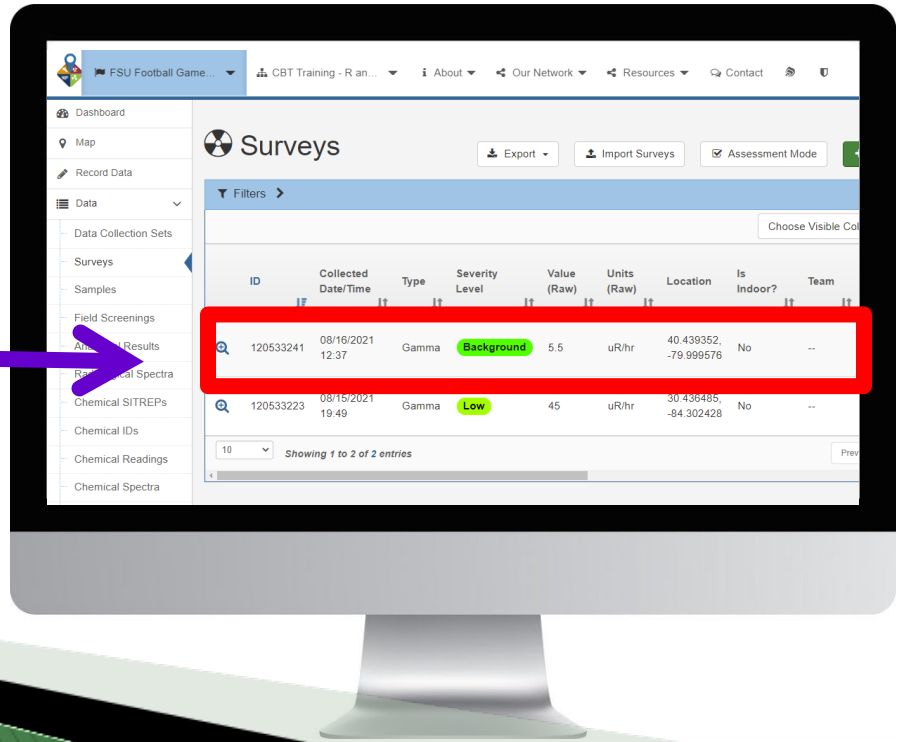 FSU Football Game... CBT Training - R an... About Our Network Resources Contact
Dashboard
Map
Record Data
Data
Data Collection Sets
Surveys
Samples
Field Screenings
Results
Spectra
Chemical SITREPs
Chemical IDs
Chemical Readings
Chemical Spectra
Surveys
Export Import Surveys Assessment Mode
Filters
Choose Visible
ID Collected Date/Time Type Severity Level Value (Raw) Units (Raw) Location Is Indoor? Team
120533241 08/16/2021 12:37 Gamma Background 5.5 uR/hr 40.439352, -79.999576 No --
120533223 08/15/2021 19:49 Gamma Low 45 uR/hr 30.436485, -84.302428 No --
10 Showing 1 to 2 of 2 entries